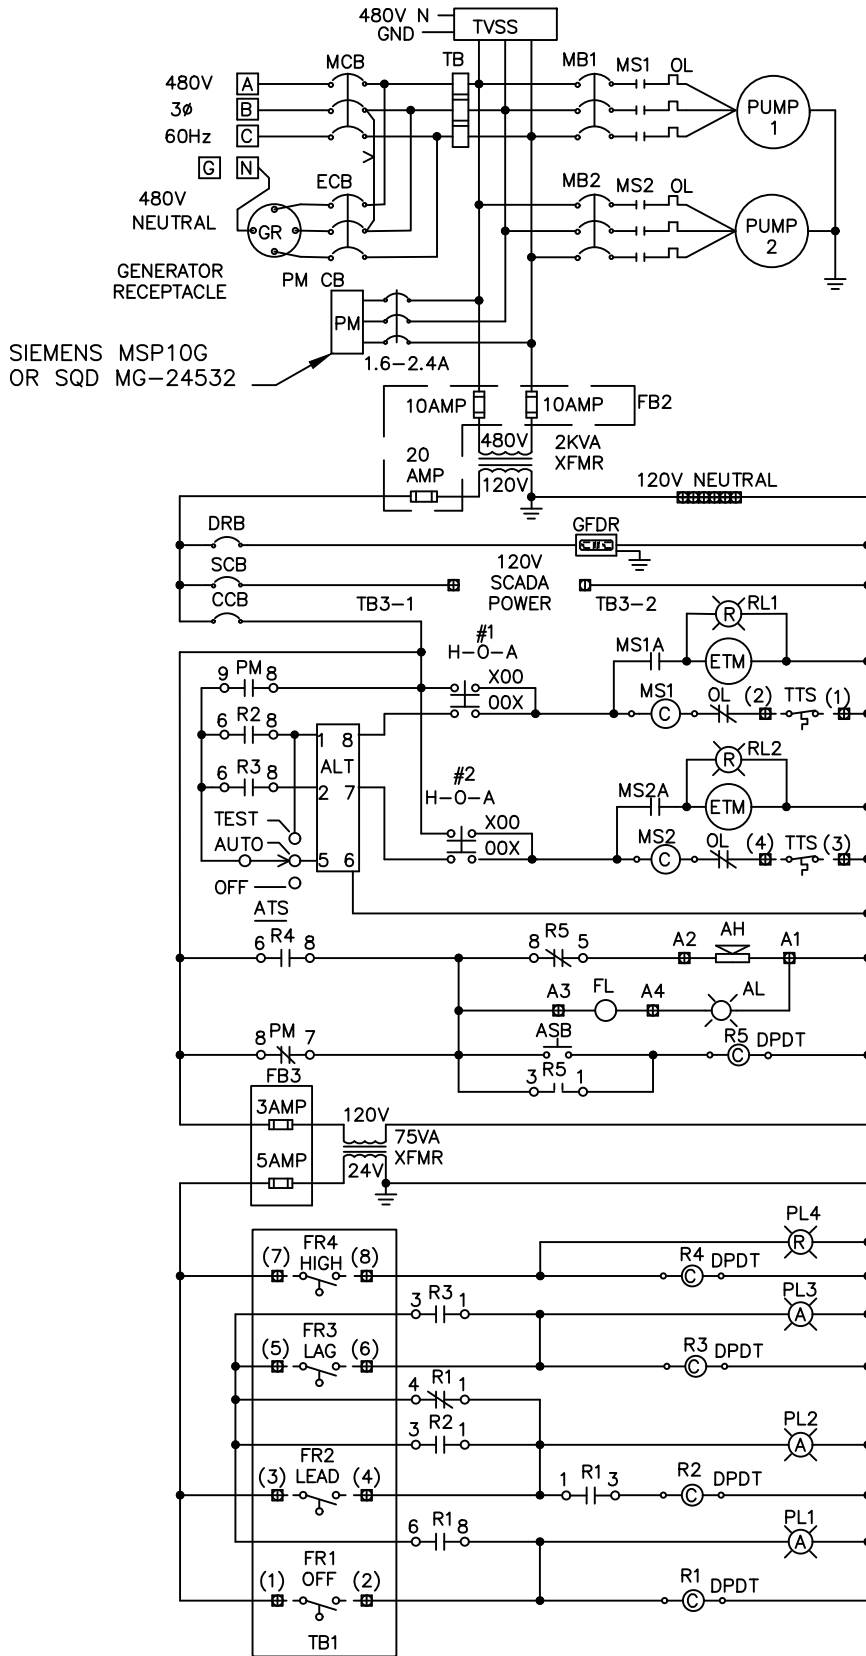 480V N
TVSS
GND
MCB
TB
MB1
MS1
OL
480V
A
3ø
B
PUMP
1
60Hz
C
G
N
ECB
MB2
MS2
OL
480V
NEUTRAL
GR
PUMP
2
GENERATOR
RECEPTACLE
PM CB
PM
SIEMENS MSP10G
OR SQD MG-24532
1.6-2.4A
10AMP
10AMP
FB2
480V
2KVA
XFMR
20
AMP
120V
120V NEUTRAL
DRB
GFDR
SCB
120V
SCADA
POWER
TB3-1
TB3-2
CCB
RL1
R
#1
H-O-A
MS1A
ETM
9 PM 8
X00
00X
MS1
C
OL
(2)
TTS
(1)
6 R2 8
1 8
ALT
6 R3 8
2 7
RL2
R
#2
H-O-A
MS2A
ETM
TEST
X00
AUTO
00X
MS2
C
OL
(4)
TTS
(3)
5 6
OFF
ATS
6 R4 8
8 R5 5
A2
AH
A1
A3
FL
A4
AL
8 PM 7
ASB
R5
C
DPDT
FB3
3 R5 1
3AMP
120V
75VA
XFMR
5AMP
24V
PL4
R
(7)
FR4
HIGH
(8)
R4
C
DPDT
PL3
A
3 R3 1
(5)
FR3
LAG
(6)
R3
C
DPDT
4 R1 1
PL2
A
3 R2 1
(3)
FR2
LEAD
(4)
1 R1 3
R2
C
DPDT
PL1
A
6 R1 8
(1)
FR1
OFF
(2)
R1
C
DPDT
TB1